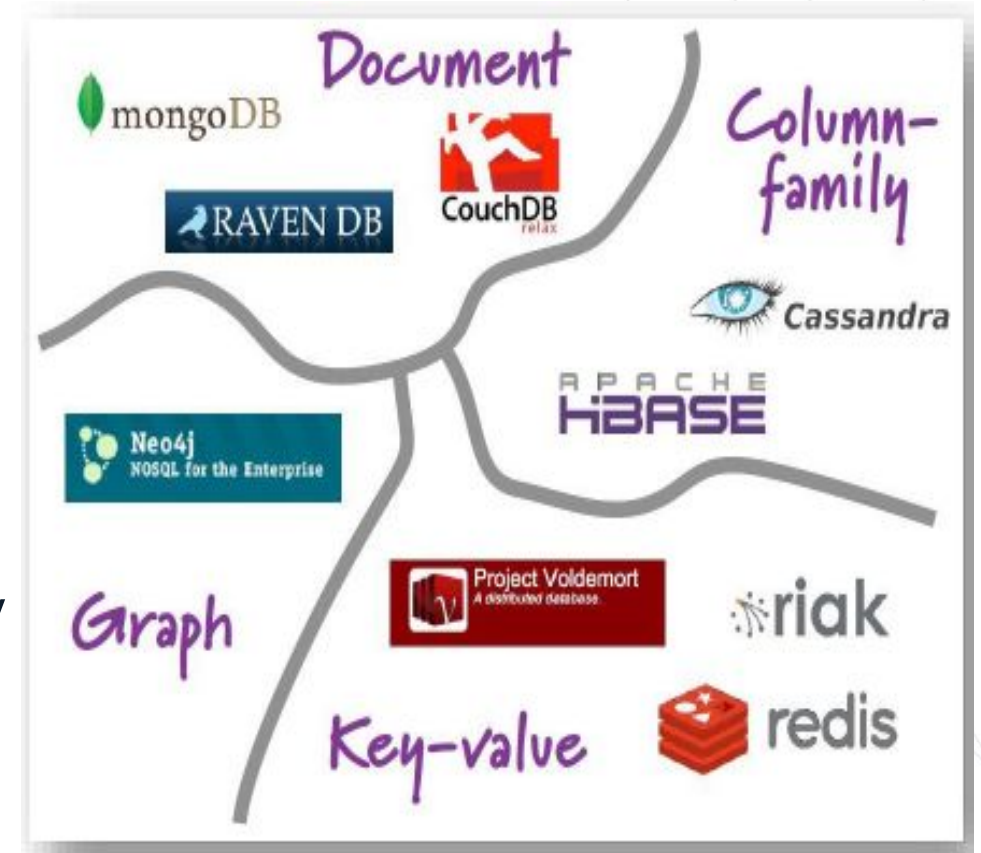 Document
mongoDB
CouchDB
relax
RAVEN DB
Column-
family
Cassandra
APACHE
HBASE
Neo4j
NOSQL for the Enterprise
Graph
Project Voldemort
A distributed database.
riak
redis
Key-value